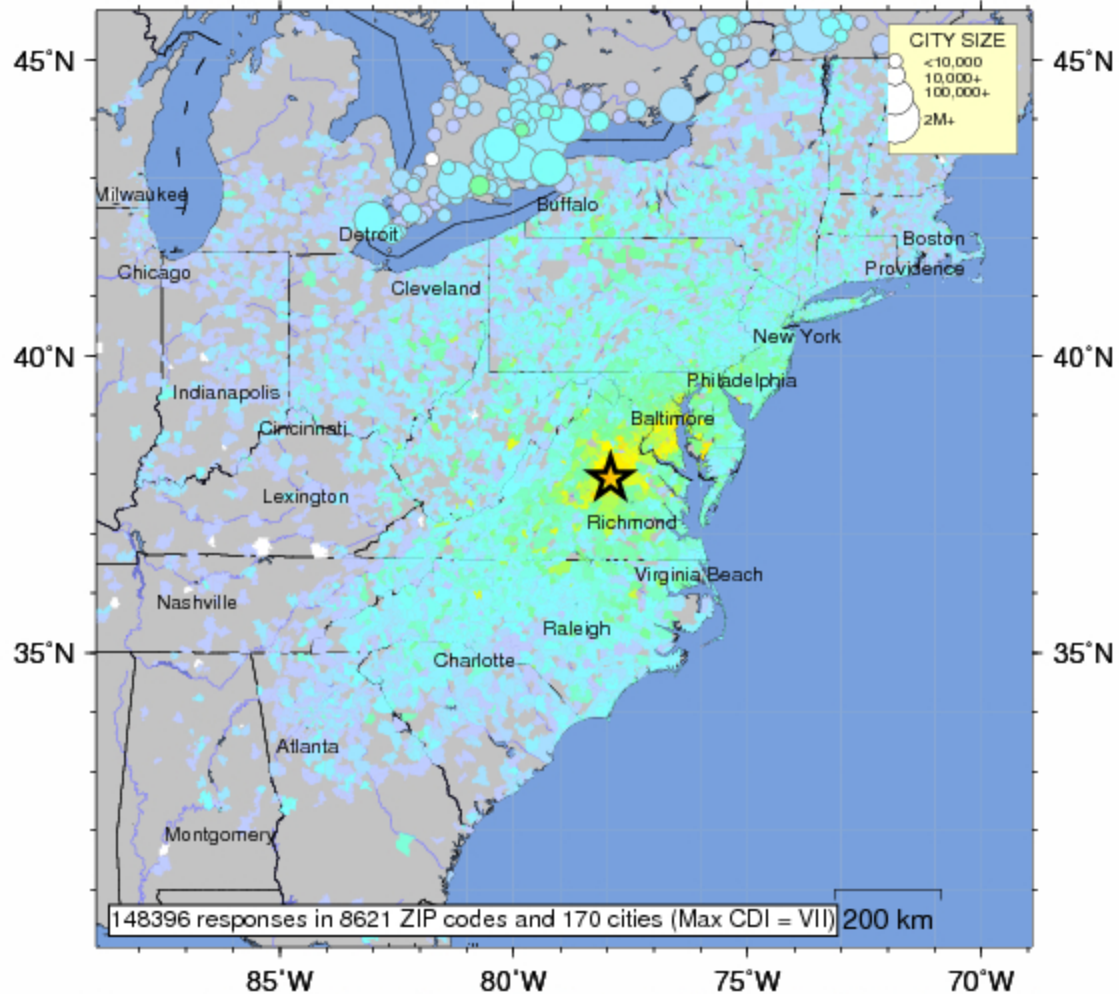 45°N
45°N
CITY SIZE
<10,000
10,000+
100,000+
2M+
Milwaukee
Buffalo
Detroit
Boston
Chicago
Providence
Cleveland
New York
40°N
40°N
Philadelphia
Indianapolis
Baltimore
Cincinnati
Lexington
Richmond
Virginia Beach
Nashville
Raleigh
35°N
35°N
Charlotte
Atlanta
Montgomery
148396 responses in 8621 ZIP codes and 170 cities (Max CDI = VII)
200 km
85°W
80°W
75°W
70°W